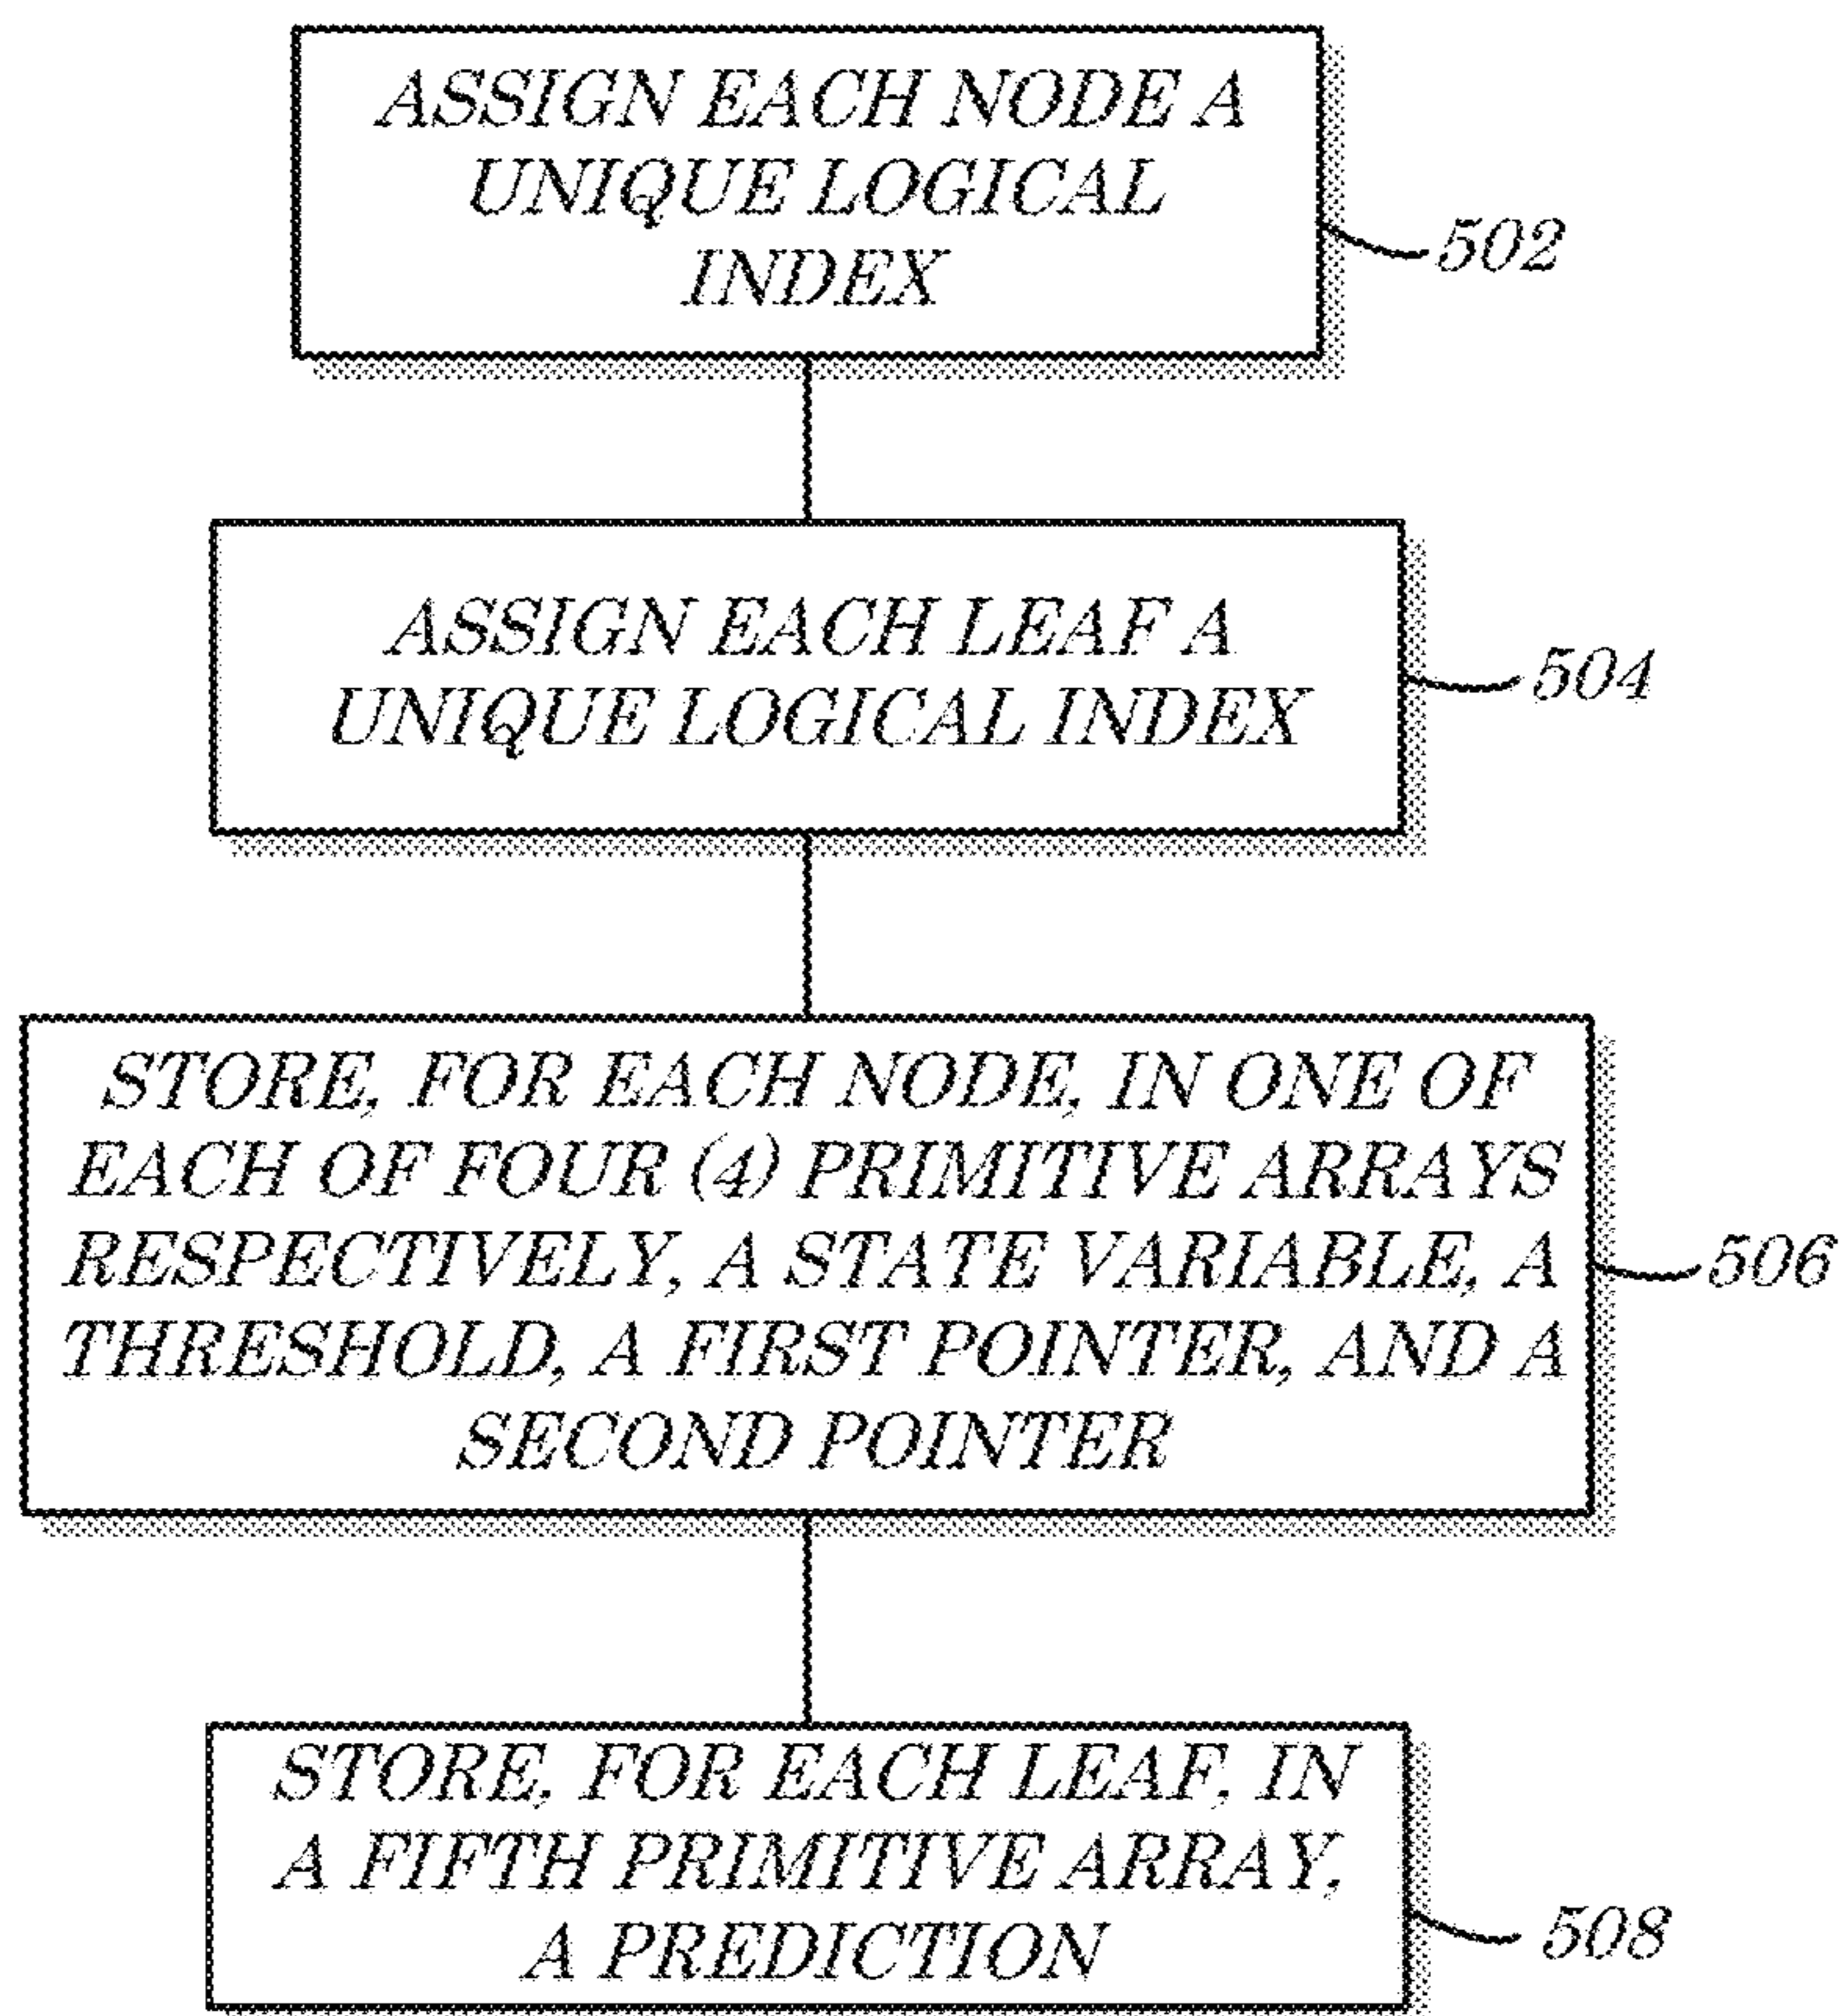 ASSIGN EACH NODE A
UNIQUE LOGICAL
INDEX
502
ASSIGN EACH LEAF A
UNIQUE LOGICAL INDEX
504
STORE, FOR EACH NODE, IN ONE OF
EACH OF FOUR (4) PRIMITIVE ARRAYS
RESPECTIVELY, A STATE VARIABLE, A
THRESHOLD, A FIRST POINTER, AND A
SECOND POINTER
506
STORE, FOR EACH LEAF, IN
A FIFTH PRIMITIVE ARRAY,
A PREDICTION
508